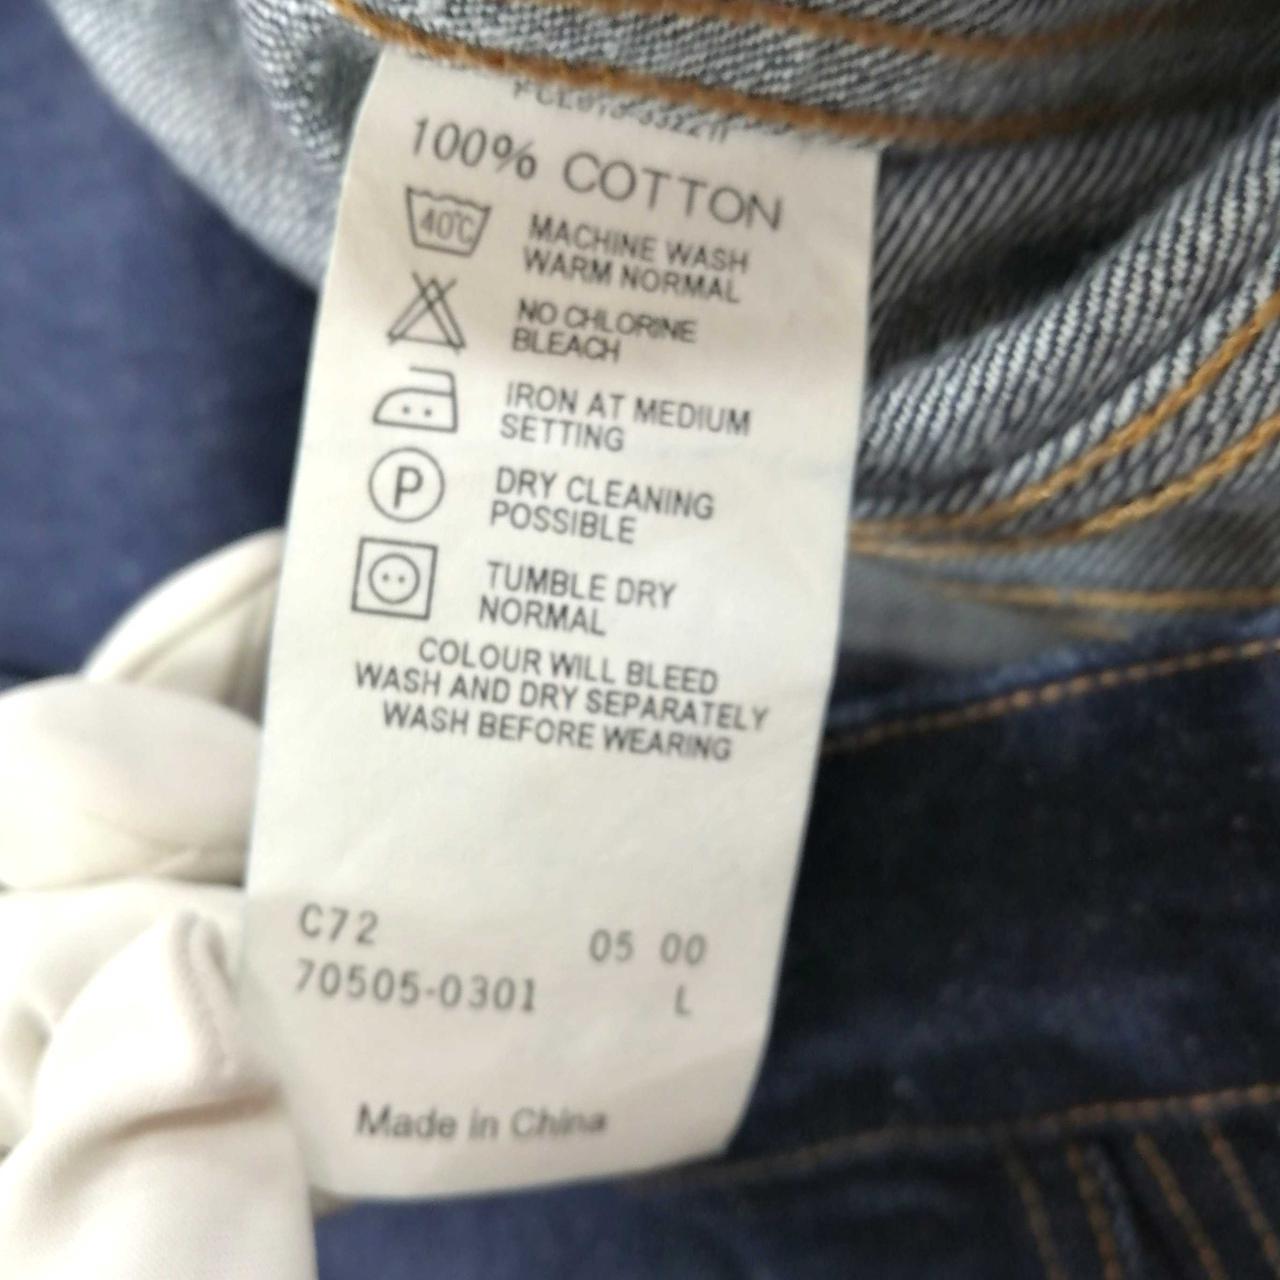 100% COTTON
40°C
MACHINE WASH
WARM NORMAL
NO CHLORINE
BLEACH
IRON AT MEDIUM
SETTING
P
DRY CLEANING
POSSIBLE
TUMBLE DRY
NORMAL
COLOUR WILL BLEED
WASH AND DRY SEPARATELY
WASH BEFORE WEARING
C72 05 00
70505-0301 L
Made in China